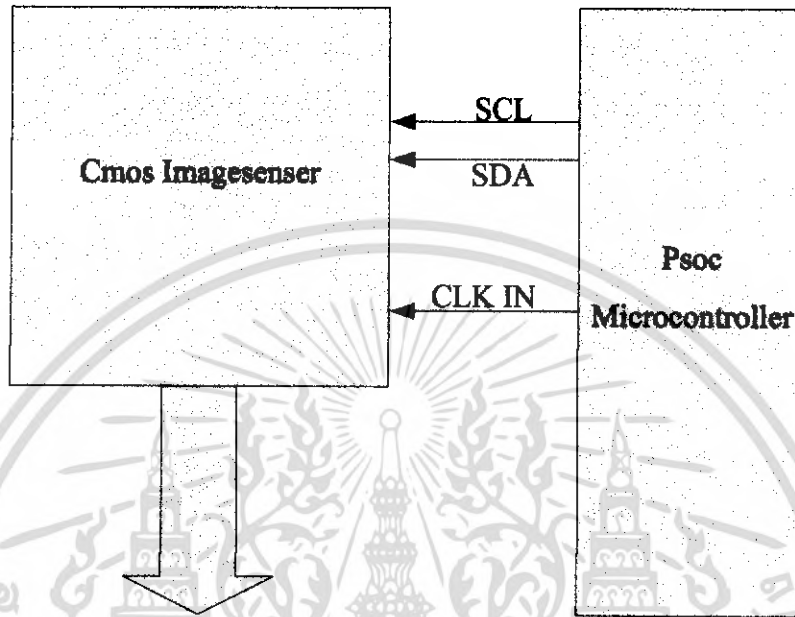 SCL
Cmos Imagesenser
SDA
Psoc
CLK IN
Microcontroller